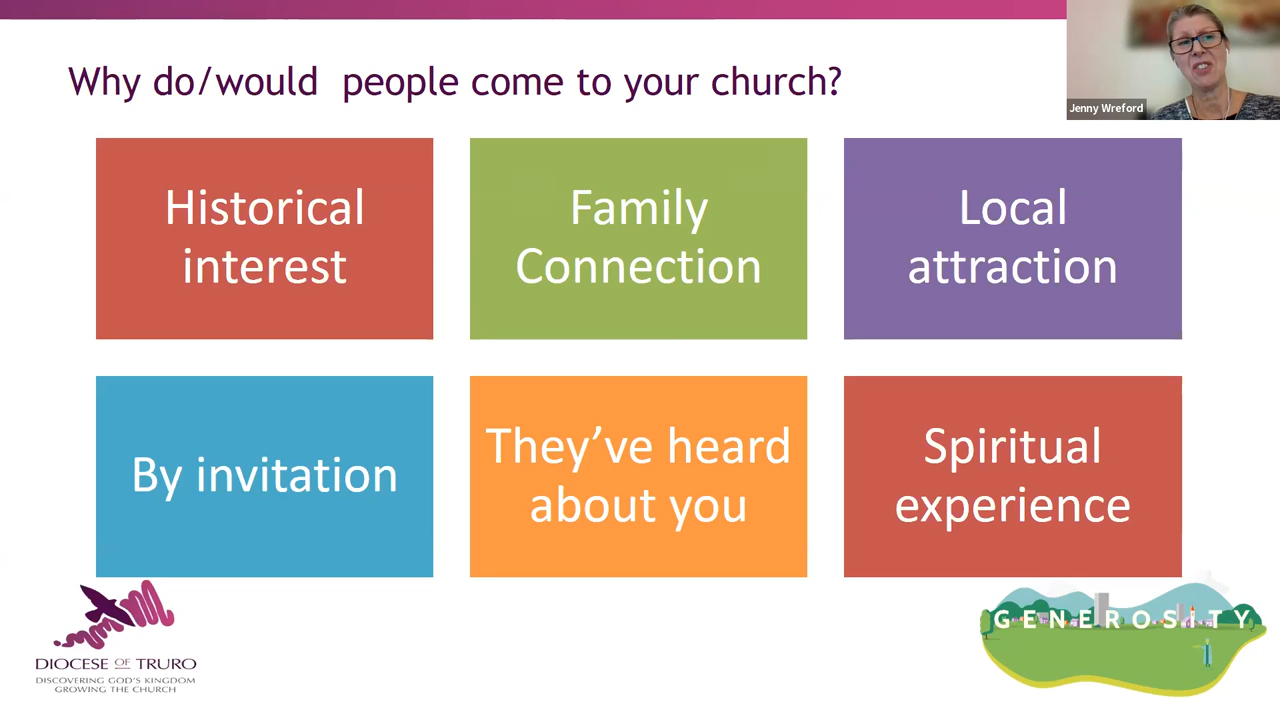 Why do/would people come to your church?
Jenny Wreford
Historical
interest
Family
Connection
Local
attraction
By invitation
They’ve heard
about you
Spiritual
experience
DIOCESE OF TRURO
DISCOVERING GOD'S KINGDOM
GROWING THE CHURCH
GENEROSITY